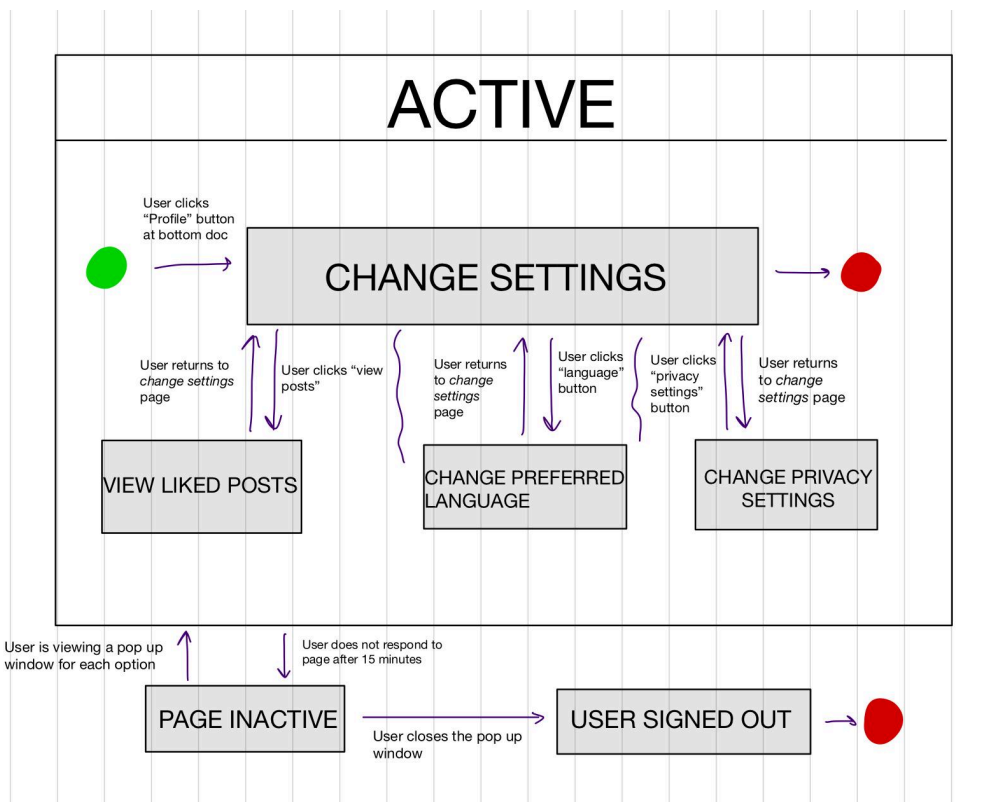 ACTIVE
User clicks
“Profile” button
at bottom doc
CHANGE SETTINGS
User returns to
change settings
page
User clicks “view
posts”
User returns
to change
settings
page
User clicks
“language”
button
User clicks
“privacy
settings”
button
User returns
to change
settings page
VIEW LIKED POSTS
CHANGE PREFERRED
LANGUAGE
CHANGE PRIVACY
SETTINGS
User is viewing a pop up
window for each option
User does not respond to
page after 15 minutes
PAGE INACTIVE
User closes the pop up
window
USER SIGNED OUT